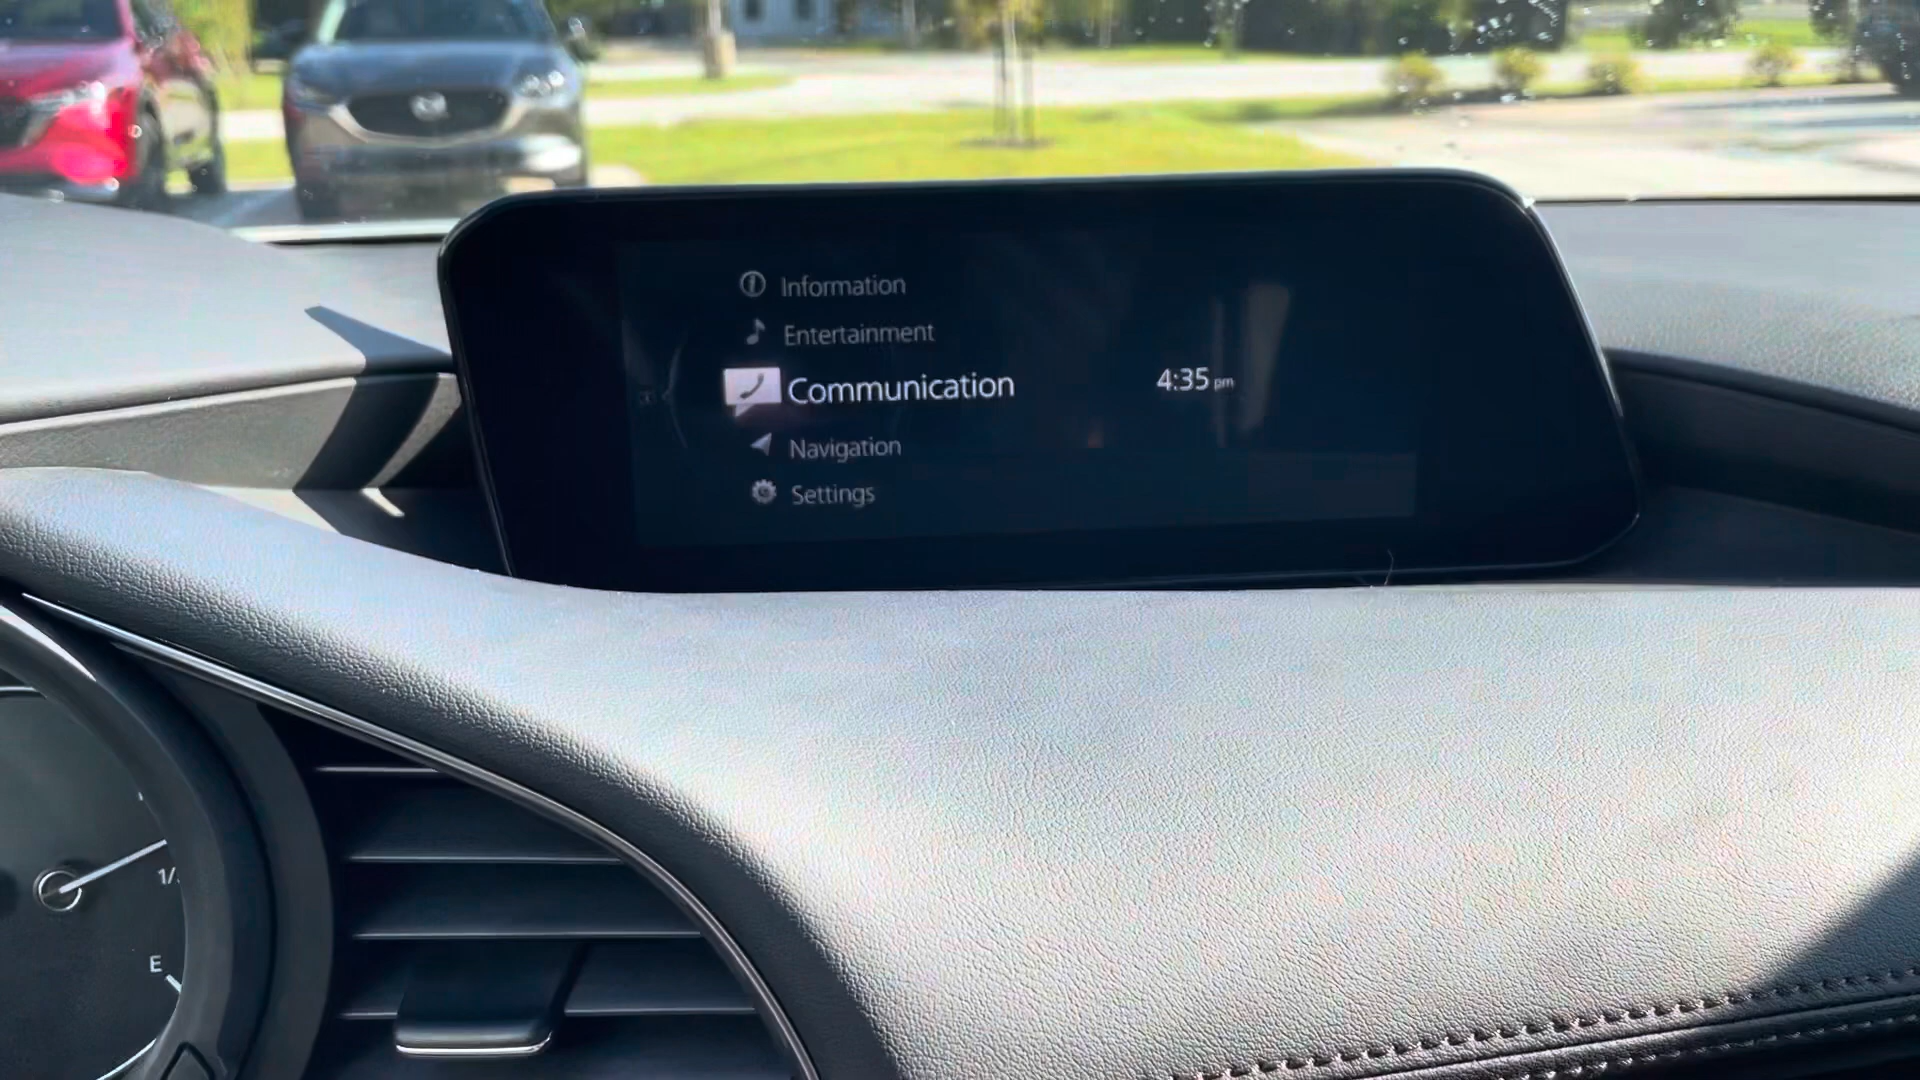 Information
Entertainment
Communication
4:35 pm
Navigation
Settings
E